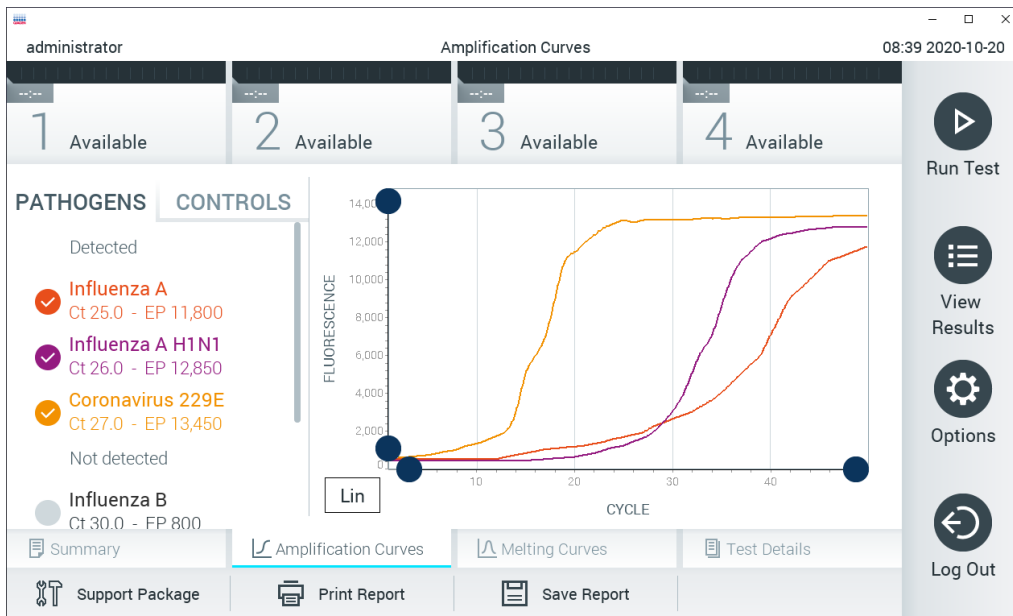 administrator
Amplification Curves
08:39 2020-10-20
--:--
1 Available
--:--
2 Available
--:--
3 Available
--:--
4 Available
Run Test
View
Results
Options
Log Out
PATHOGENS
CONTROLS
Detected
Influenza A
Ct 25.0 - EP 11,800
Influenza A H1N1
Ct 26.0 - EP 12,850
Coronavirus 229E
Ct 27.0 - EP 13,450
Not detected
Influenza B
Ct 30.0 - EP 800
FLUORESCENCE
14,00
12,000
10,000
8,000
6,000
4,000
2,000
0
10
20
30
40
CYCLE
Lin
Summary
Amplification Curves
Melting Curves
Test Details
Support Package
Print Report
Save Report